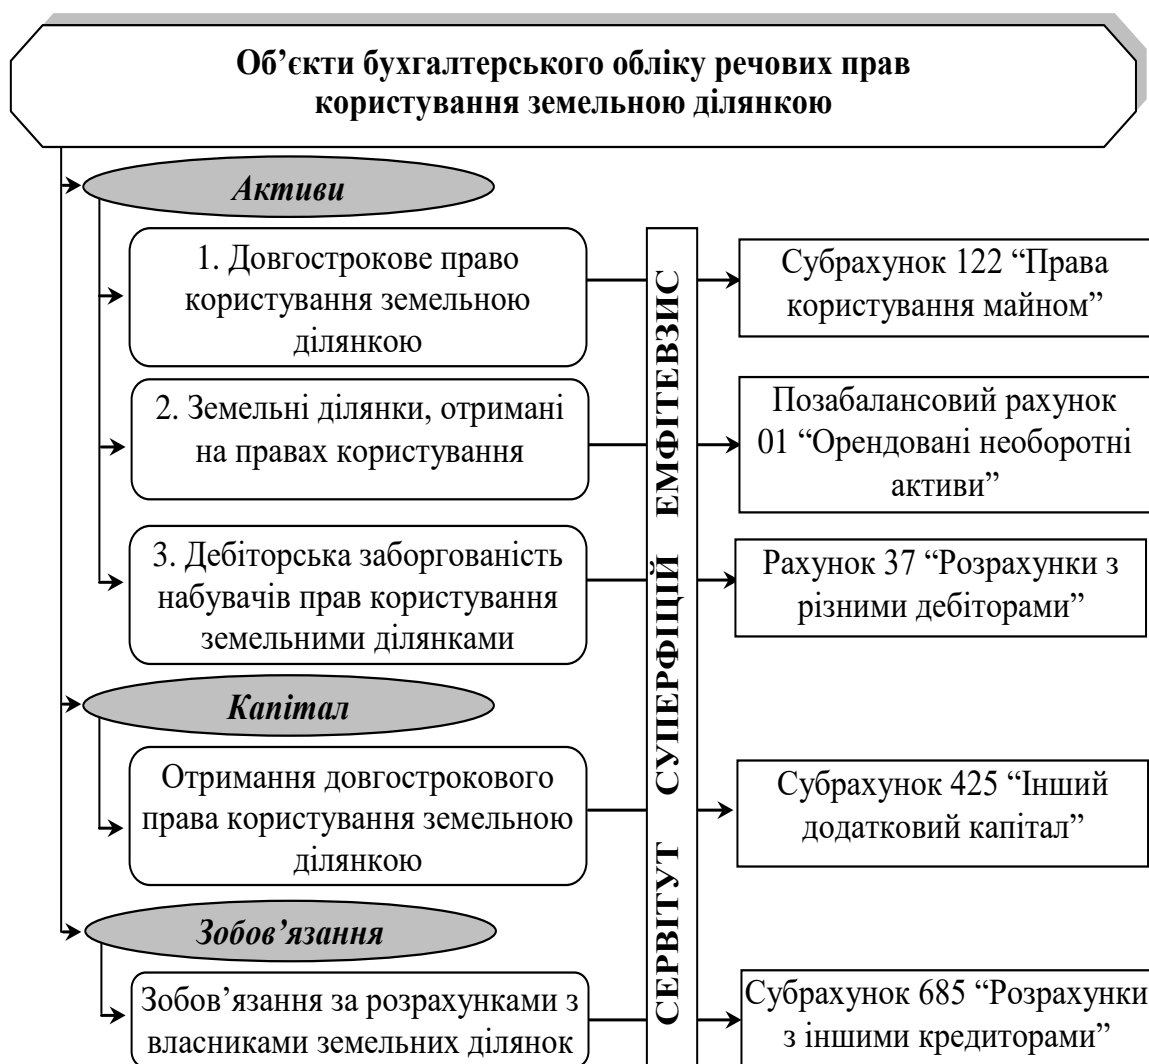 Об’єкти бухгалтерського обліку речових прав
користування земельною ділянкою
Активи
1. Довгострокове право
користування земельною
ділянкою
Субрахунок 122 “Права
користування майном”
2. Земельні ділянки, отримані
на правах користування
Позабалансовий рахунок
01 “Орендовані необоротні
активи”
3. Дебіторська заборгованість
набувачів прав користування
земельними ділянками
Рахунок 37 “Розрахунки з
різними дебіторами”
Капітал
Отримання довгострокового
права користування земельною
ділянкою
Субрахунок 425 “Інший
додатковий капітал”
Зобов’язання
Зобов’язання за розрахунками з
власниками земельних ділянок
Субрахунок 685 “Розрахунки
з іншими кредиторами”
СЕРВІТУТ СУПЕРФІЦІЙ ЕМФІТЕВЗИС